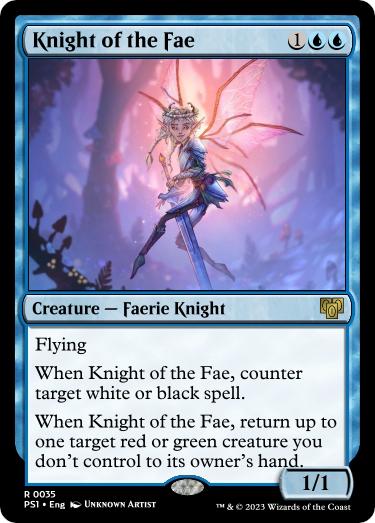 Knight of the Fae 1
Creature — Faerie Knight
Flying
When Knight of the Fae, counter
target white or black spell.
When Knight of the Fae, return up to
one target red or green creature you
don't control to its owner's hand.
1/1
R 0035
PS1 • Eng Unknown Artist
™ & © 2023 Wizards of the Coast